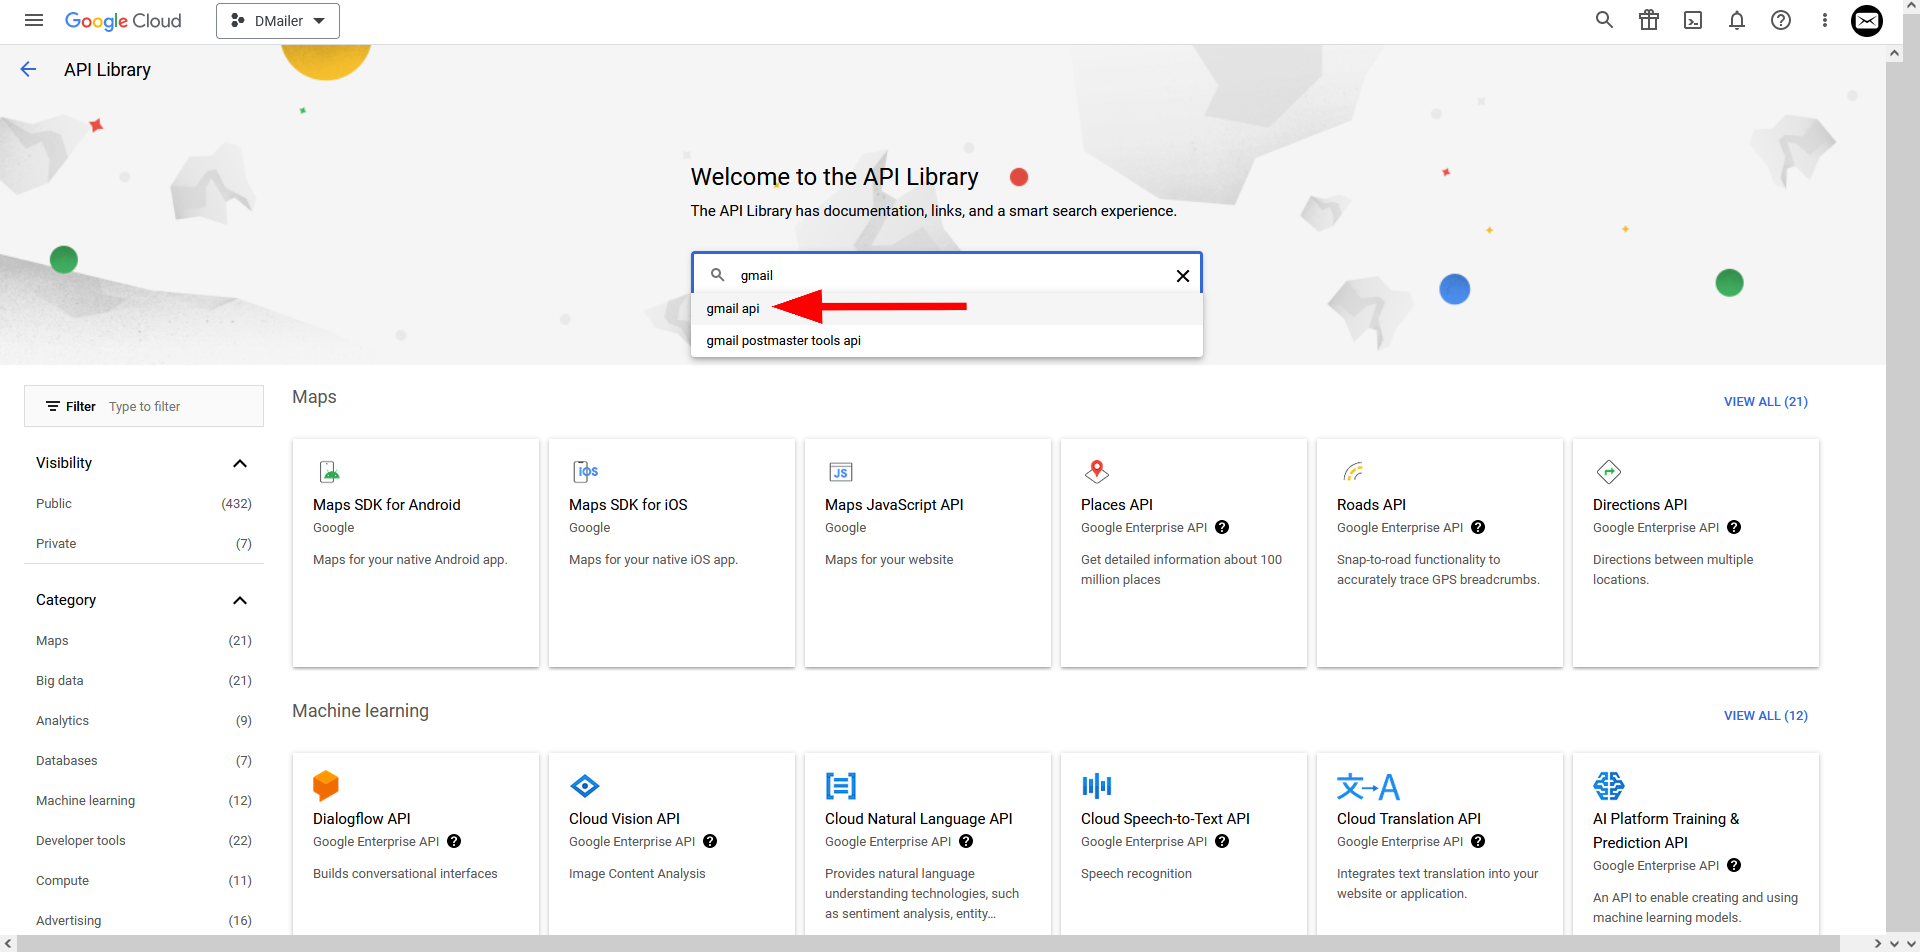 Google Cloud
DMailer
API Library
Welcome to the API Library
The API Library has documentation, links, and a smart search experience.
gmail
gmail api
gmail postmaster tools api
Filter Type to filter
Visibility
Public (432)
Private (7)
Category
Maps (21)
Big data (21)
Analytics (9)
Databases (7)
Machine learning (12)
Developer tools (22)
Compute (11)
Advertising (16)
Maps
VIEW ALL (21)
Maps SDK for Android
Google
Maps for your native Android app.
iOS
Maps SDK for iOS
Google
Maps for your native iOS app.
JS
Maps JavaScript API
Google
Maps for your website
Places API
Google Enterprise API ?
Get detailed information about 100
million places
Roads API
Google Enterprise API ?
Snap-to-road functionality to
accurately trace GPS breadcrumbs.
Directions API
Google Enterprise API ?
Directions between multiple
locations.
Machine learning
VIEW ALL (12)
Dialogflow API
Google Enterprise API ?
Builds conversational interfaces
Cloud Vision API
Google Enterprise API ?
Image Content Analysis
Cloud Natural Language API
Google Enterprise API ?
Provides natural language
understanding technologies, such
as sentiment analysis, entity...
Cloud Speech-to-Text API
Google Enterprise API ?
Speech recognition
文→A
Cloud Translation API
Google Enterprise API ?
Integrates text translation into your
website or application.
AI Platform Training &
Prediction API
Google Enterprise API ?
An API to enable creating and using
machine learning models.